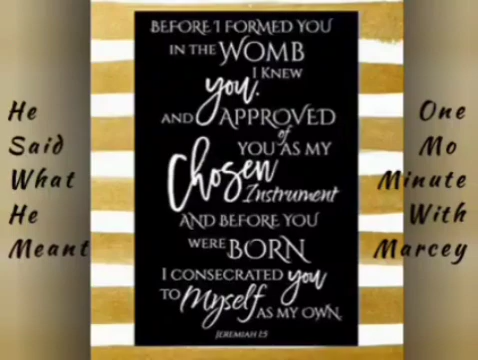 He
Said
What
He
Meant
BEFORE I FORMED YOU
IN THE WOMB
I KNEW
you.
AND APPROVED
of
YOU AS MY
Chosen
Instrument
AND BEFORE YOU
WERE BORN
I CONSECRATED you
TO Myself AS MY OWN.
JEREMIAH 1:5
One
Mo
Minute
With
Marcey